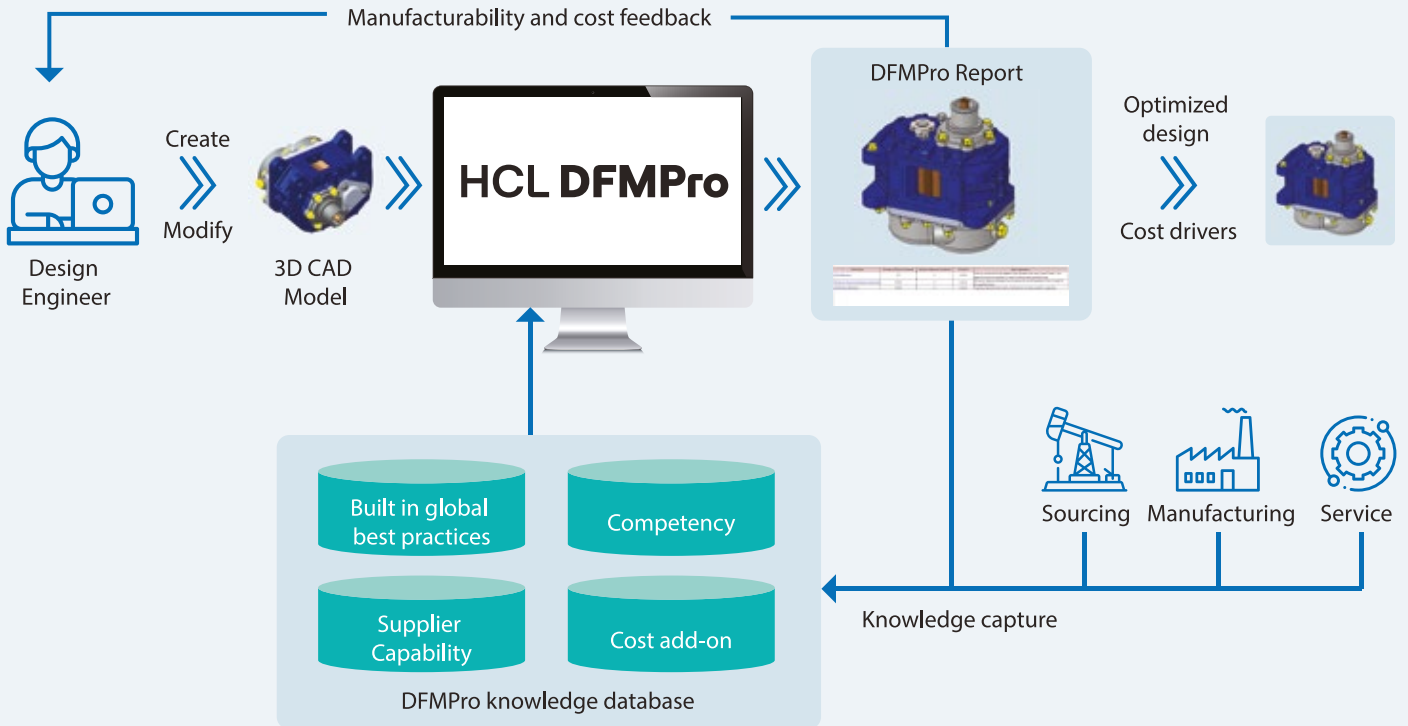 Manufacturability and cost feedback
DFMPro Report
Create
Modify
Design
Engineer
3D CAD
Model
HCL DFMPro
Optimized
design
Cost drivers
Sourcing
Manufacturing
Service
Knowledge capture
Built in global
best practices
Competency
Supplier
Capability
Cost add-on
DFMPro knowledge database